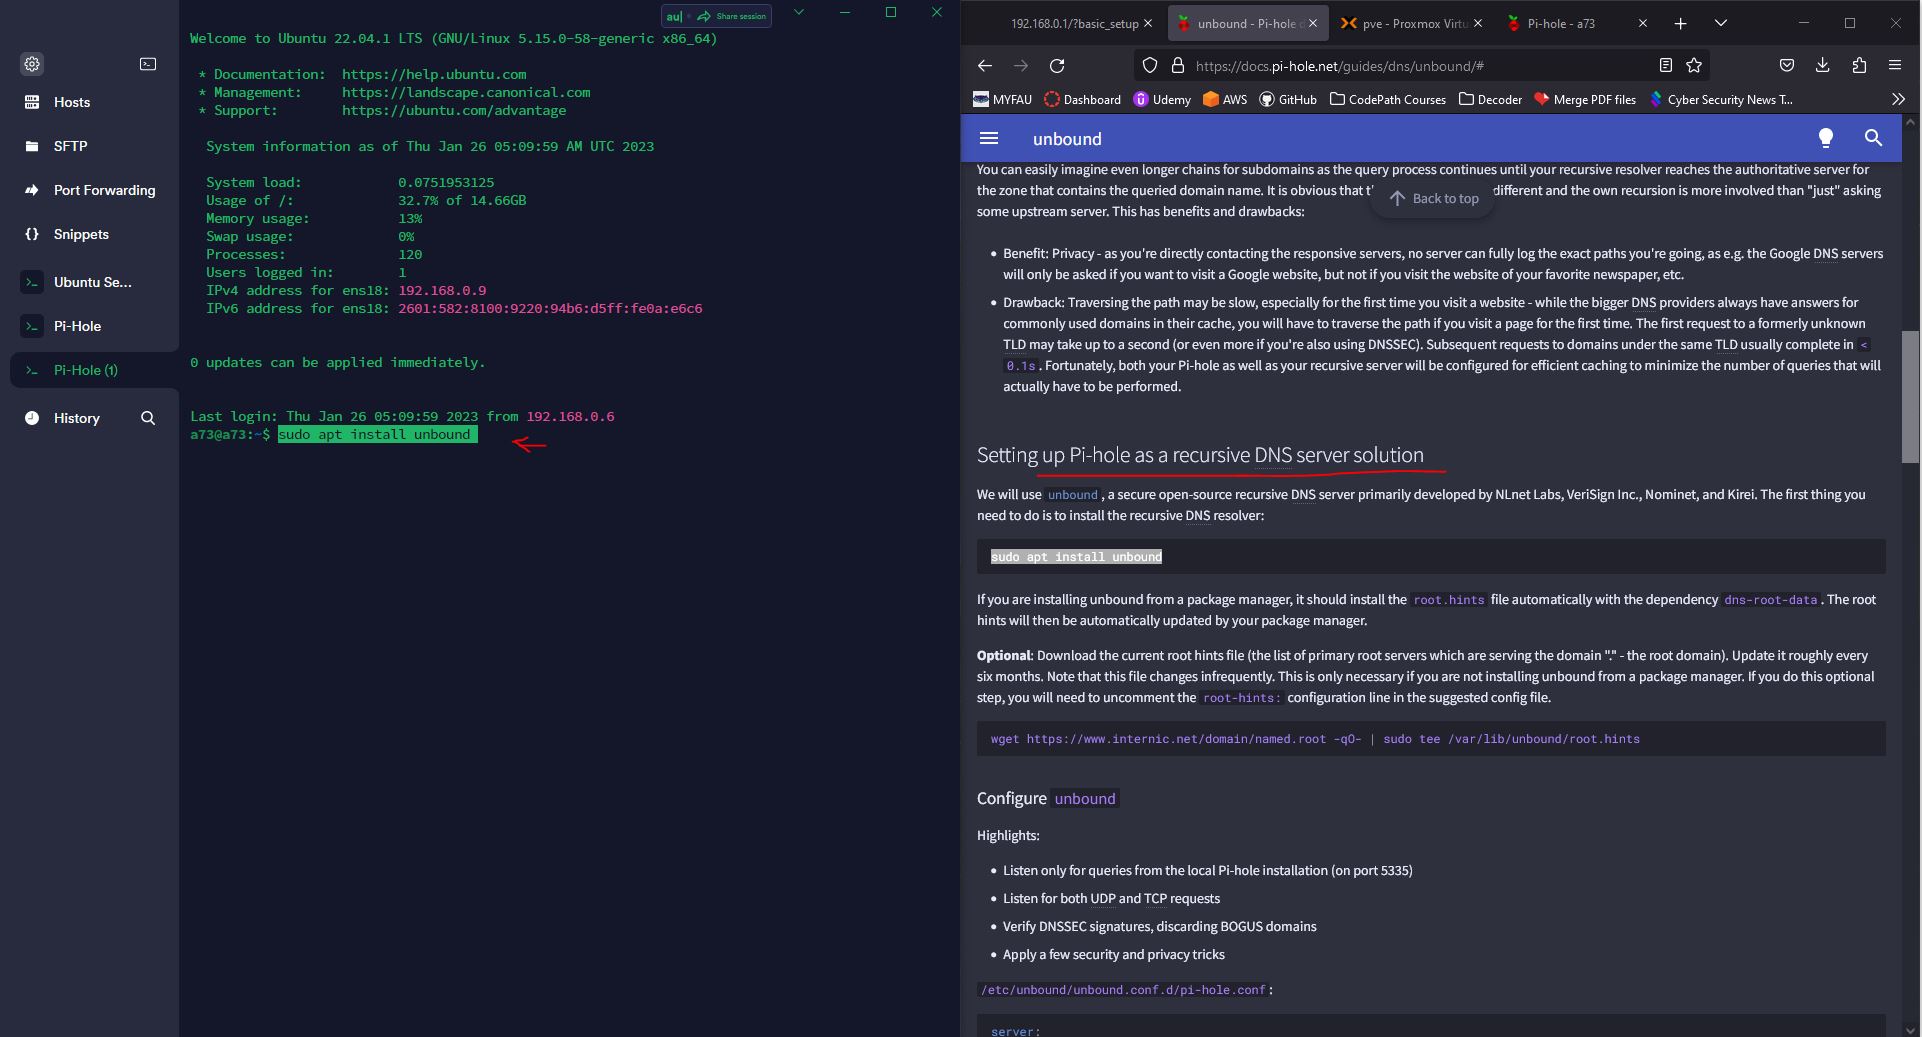 au|
Share session
Hosts
SFTP
Port Forwarding
Snippets
Ubuntu Se...
Pi-Hole
Pi-Hole (1)
History
Welcome to Ubuntu 22.04.1 LTS (GNU/Linux 5.15.0-58-generic x86_64)
* Documentation:  https://help.ubuntu.com
* Management:     https://landscape.canonical.com
* Support:        https://ubuntu.com/advantage
System information as of Thu Jan 26 05:09:59 AM UTC 2023
System load:            0.0751953125
Usage of /:             32.7% of 14.66GB
Memory usage:           13%
Swap usage:             0%
Processes:              120
Users logged in:        1
IPv4 address for ens18: 192.168.0.9
IPv6 address for ens18: 2601:582:8100:9220:94b6:d5ff:fe0a:e6c6
0 updates can be applied immediately.
Last login: Thu Jan 26 05:09:59 2023 from 192.168.0.6
a73@a73:~$ sudo apt install unbound
192.168.0.1/?basic_setup
unbound - Pi-hole d
pve - Proxmox Virtu
Pi-hole - a73
https://docs.pi-hole.net/guides/dns/unbound/#
MYFAU
Dashboard
Udemy
AWS
GitHub
CodePath Courses
Decoder
Merge PDF files
Cyber Security News T...
unbound
You can easily imagine even longer chains for subdomains as the query process continues until your recursive resolver reaches the authoritative server for
the zone that contains the queried domain name. It is obvious that t different and the own recursion is more involved than "just" asking
some upstream server. This has benefits and drawbacks:
Back to top
• Benefit: Privacy - as you're directly contacting the responsive servers, no server can fully log the exact paths you're going, as e.g. the Google DNS servers
will only be asked if you want to visit a Google website, but not if you visit the website of your favorite newspaper, etc.
• Drawback: Traversing the path may be slow, especially for the first time you visit a website - while the bigger DNS providers always have answers for
commonly used domains in their cache, you will have to traverse the path if you visit a page for the first time. The first request to a formerly unknown
TLD may take up to a second (or even more if you're also using DNSSEC). Subsequent requests to domains under the same TLD usually complete in <
0.1s. Fortunately, both your Pi-hole as well as your recursive server will be configured for efficient caching to minimize the number of queries that will
actually have to be performed.
Setting up Pi-hole as a recursive DNS server solution
We will use unbound, a secure open-source recursive DNS server primarily developed by NLnet Labs, VeriSign Inc., Nominet, and Kirei. The first thing you
need to do is to install the recursive DNS resolver:
sudo apt install unbound
If you are installing unbound from a package manager, it should install the root.hints file automatically with the dependency dns-root-data. The root
hints will then be automatically updated by your package manager.
Optional: Download the current root hints file (the list of primary root servers which are serving the domain "." - the root domain). Update it roughly every
six months. Note that this file changes infrequently. This is only necessary if you are not installing unbound from a package manager. If you do this optional
step, you will need to uncomment the root-hints: configuration line in the suggested config file.
wget https://www.internic.net/domain/named.root -qO- | sudo tee /var/lib/unbound/root.hints
Configure unbound
Highlights:
• Listen only for queries from the local Pi-hole installation (on port 5335)
• Listen for both UDP and TCP requests
• Verify DNSSEC signatures, discarding BOGUS domains
• Apply a few security and privacy tricks
/etc/unbound/unbound.conf.d/pi-hole.conf:
server: